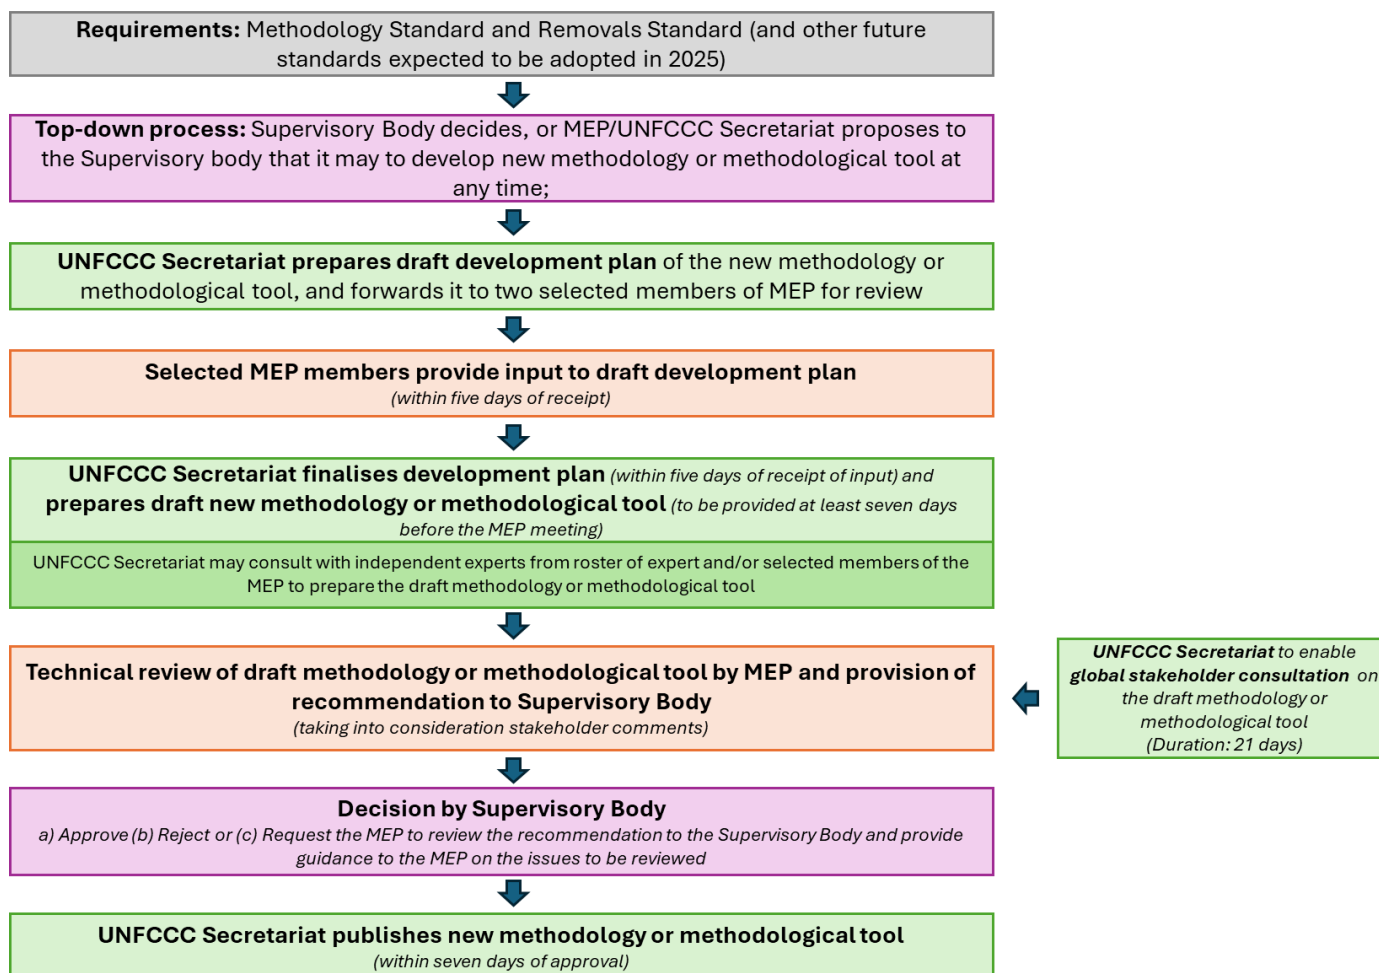 Requirements: Methodology Standard and Removals Standard (and other future
standards expected to be adopted in 2025)
Top-down process: Supervisory Body decides, or MEP/UNFCCC Secretariat proposes to
the Supervisory body that it may to develop new methodology or methodological tool at
any time;
UNFCCC Secretariat prepares draft development plan of the new methodology or
methodological tool, and forwards it to two selected members of MEP for review
Selected MEP members provide input to draft development plan
(within five days of receipt)
UNFCCC Secretariat finalises development plan (within five days of receipt of input) and
prepares draft new methodology or methodological tool (to be provided at least seven days
before the MEP meeting)
UNFCCC Secretariat may consult with independent experts from roster of expert and/or selected members of the
MEP to prepare the draft methodology or methodological tool
Technical review of draft methodology or methodological tool by MEP and provision of
recommendation to Supervisory Body
(taking into consideration stakeholder comments)
UNFCCC Secretariat to enable
global stakeholder consultation on
the draft methodology or
methodological tool
(Duration: 21 days)
Decision by Supervisory Body
a) Approve (b) Reject or (c) Request the MEP to review the recommendation to the Supervisory Body and provide
guidance to the MEP on the issues to be reviewed
UNFCCC Secretariat publishes new methodology or methodological tool
(within seven days of approval)